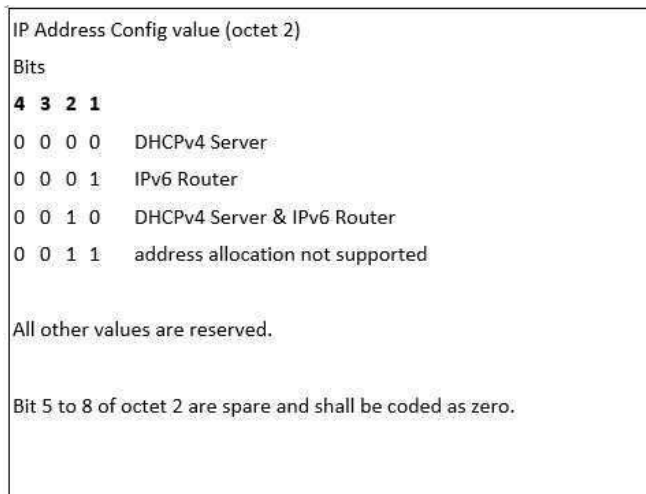 IP Address Config value (octet 2)
Bits
4 3 2 1
0 0 0 0 DHCPv4 Server
0 0 0 1 IPv6 Router
0 0 1 0 DHCPv4 Server & IPv6 Router
0 0 1 1 address allocation not supported
All other values are reserved.
Bit 5 to 8 of octet 2 are spare and shall be coded as zero.